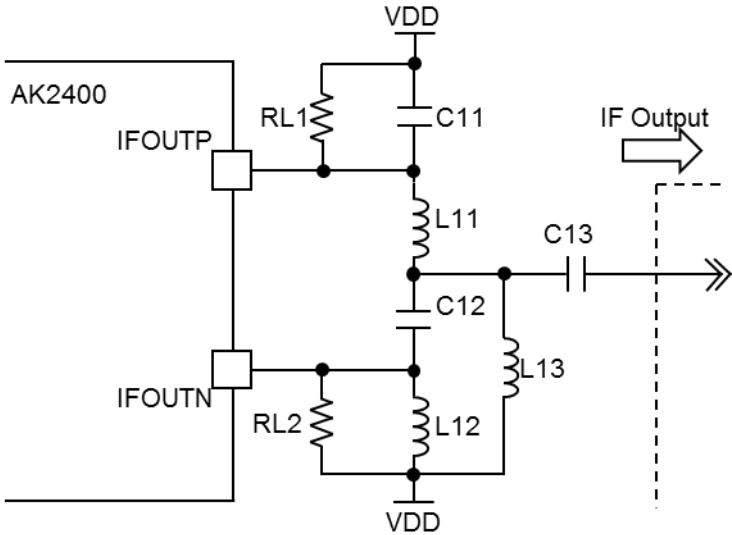 VDD
AK2400
RL1
C11
IF Output
IFOUTP
L11
C13
C12
L13
IFOUTN
RL2
L12
VDD